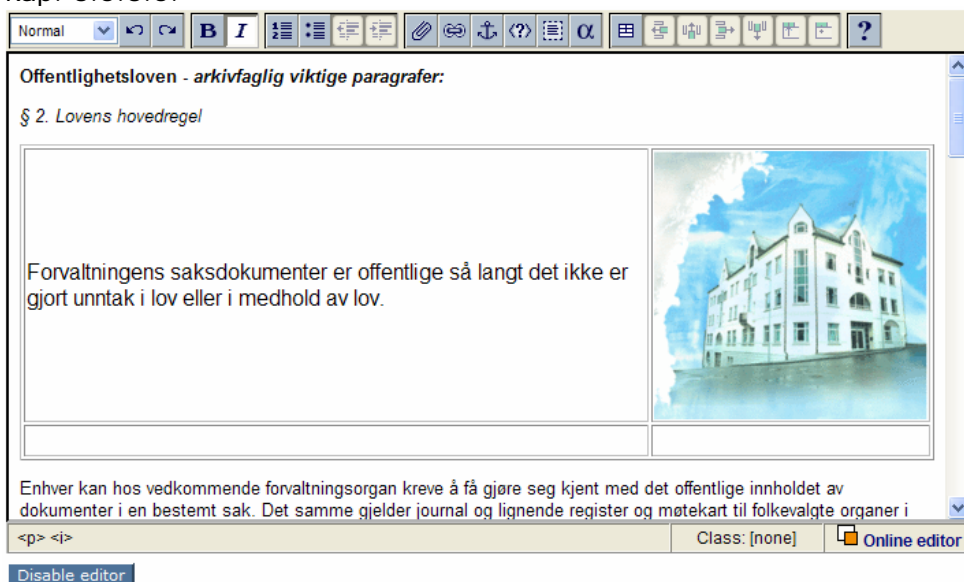 Normal B I α ?
Offentlighetsloven - arkivfaglig viktige paragrafer:
§ 2. Lovens hovedregel
Forvaltningens saksdokumenter er offentlige så langt det ikke er
gjort unntak i lov eller i medhold av lov.
Enhver kan hos vedkommende forvaltningsorgan kreve å få gjøre seg kjent med det offentlige innholdet av
dokumenter i en bestemt sak. Det samme gjelder journal og lignende register og møtekart til folkevalgte organer i
<p> <i> Class: [none] Online editor
Disable editor